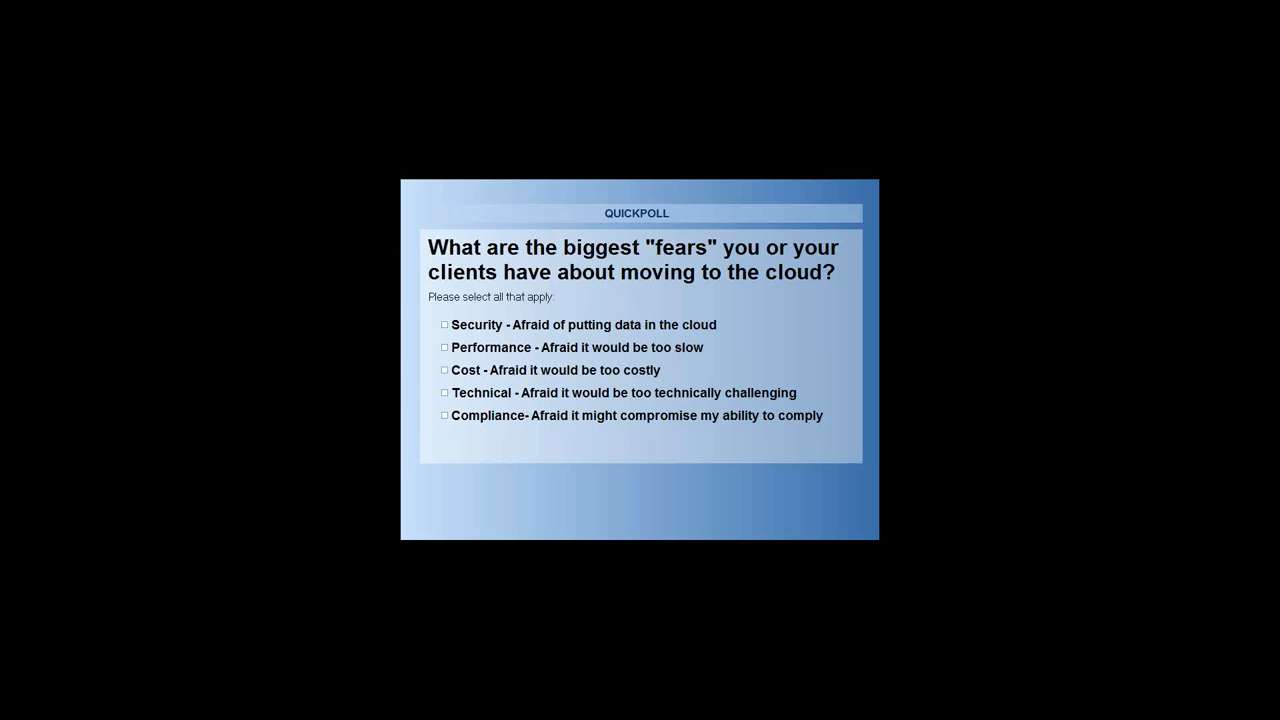 QUICKPOLL
What are the biggest "fears" you or your
clients have about moving to the cloud?
Please select all that apply:
Security - Afraid of putting data in the cloud
Performance - Afraid it would be too slow
Cost - Afraid it would be too costly
Technical - Afraid it would be too technically challenging
Compliance- Afraid it might compromise my ability to comply